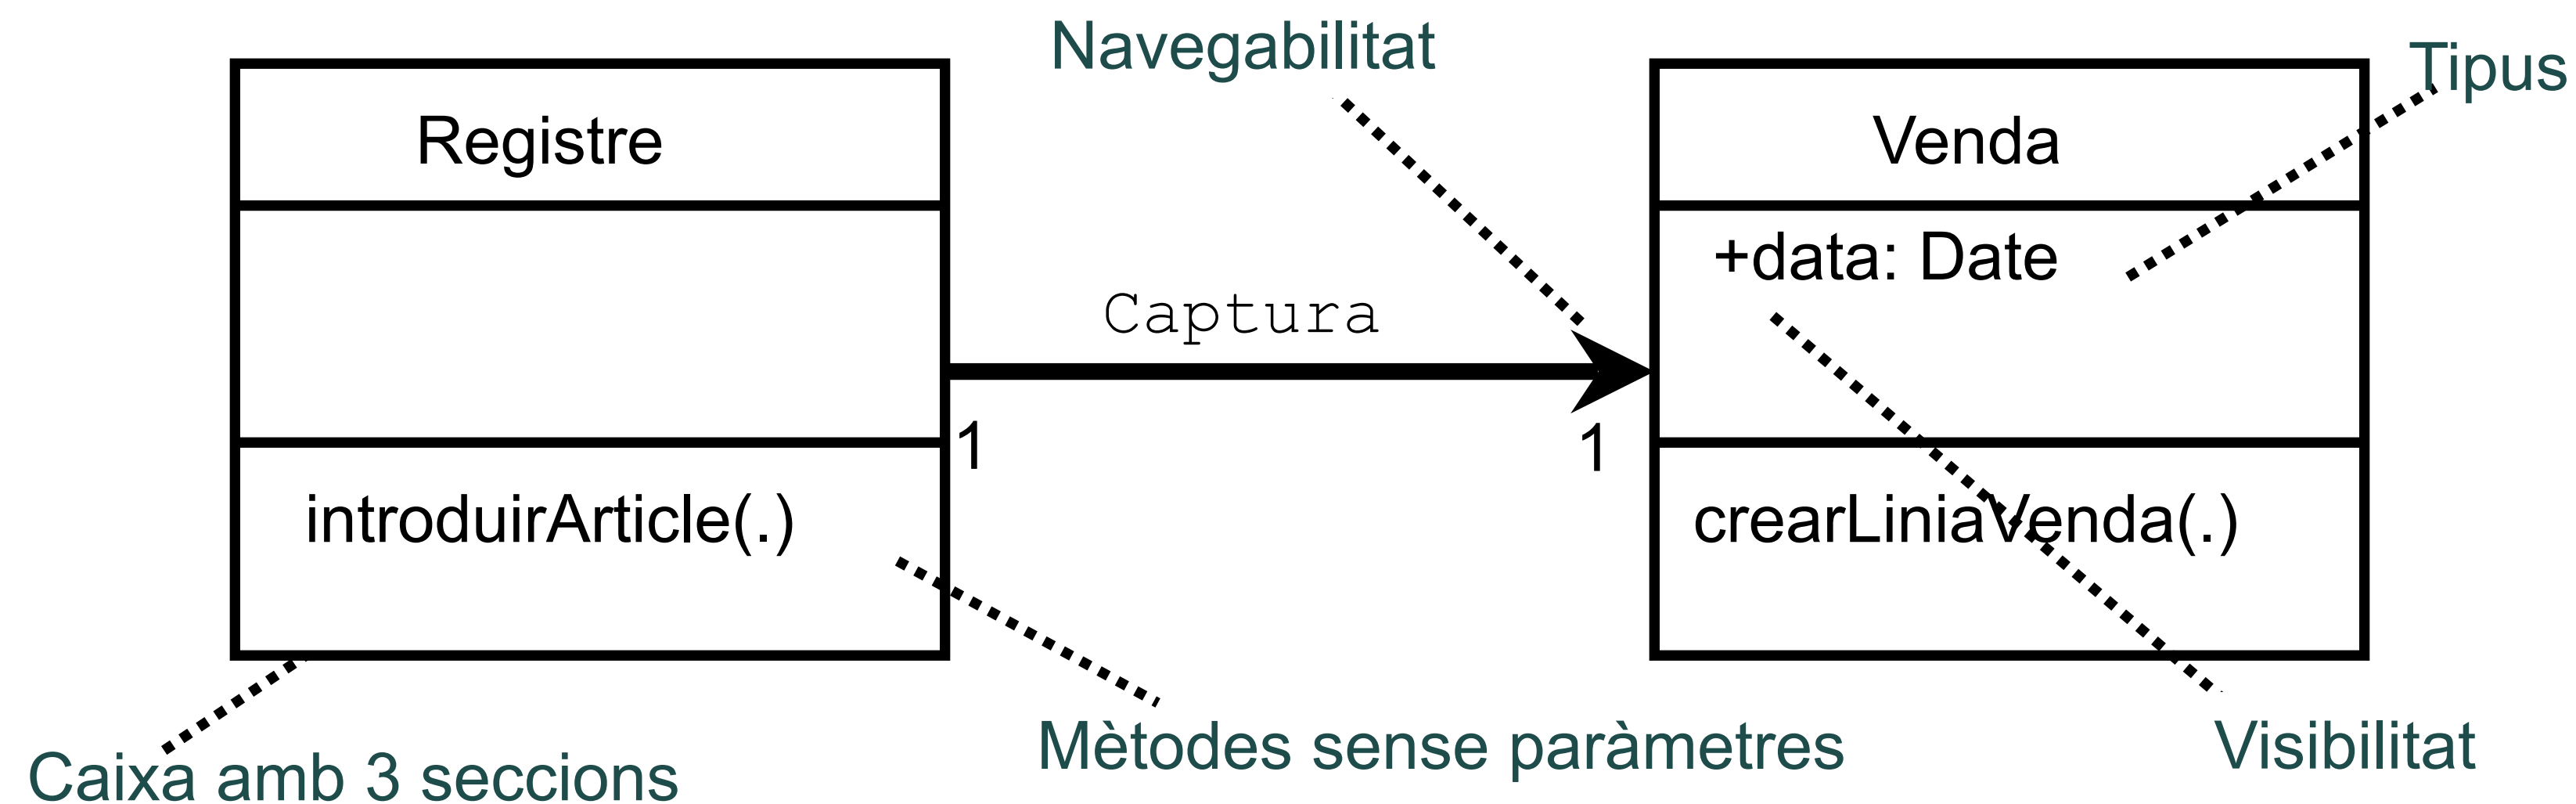 Navegabilitat
Tipus
Registre
Venda
+data: Date
Captura
1
1
introduirArticle(.)
crearLiniaVenda(.)
Caixa amb 3 seccions
Mètodes sense paràmetres
Visibilitat